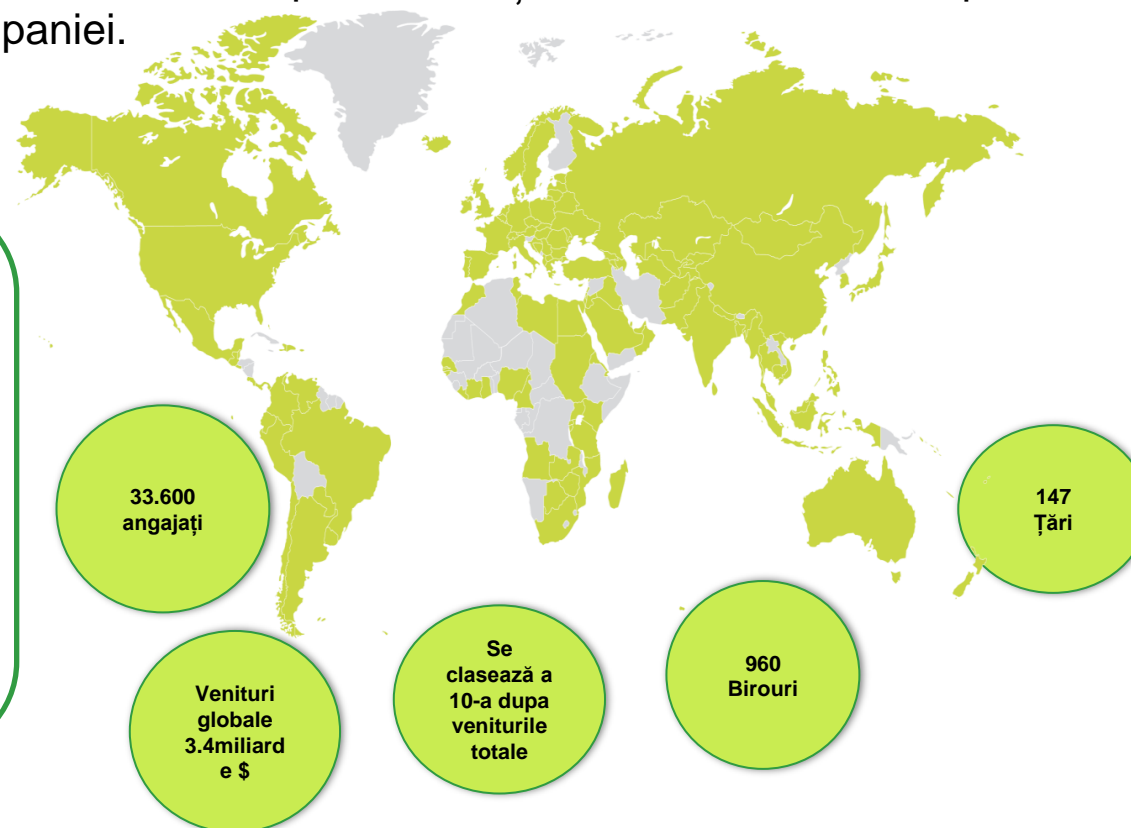 paniei.
33.600
angajați
147
Țări
Se
clasează a
10-a dupa
veniturile
totale
960
Birouri
Venituri
globale
3.4miliard
e $